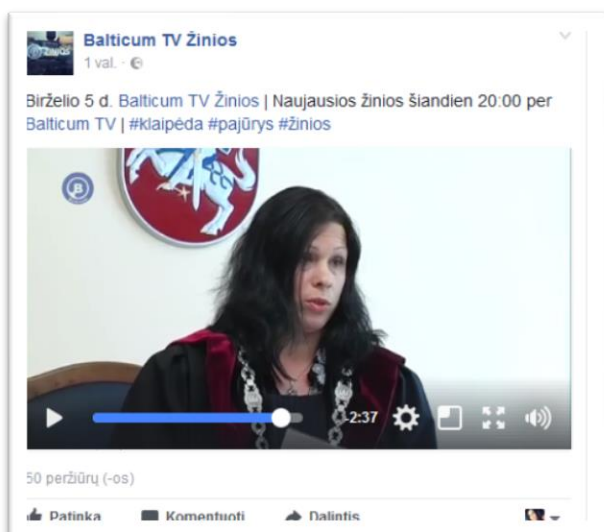 Balticum TV Žinios
1 val. ·
Birželio 5 d. Balticum TV Žinios | Naujausios žinios šiandien 20:00 per
Balticum TV | #klaipėda #pajūrys #žinios
-2:37
50 peržiūrų (-os)
Patinka Komentuoti Dalintis